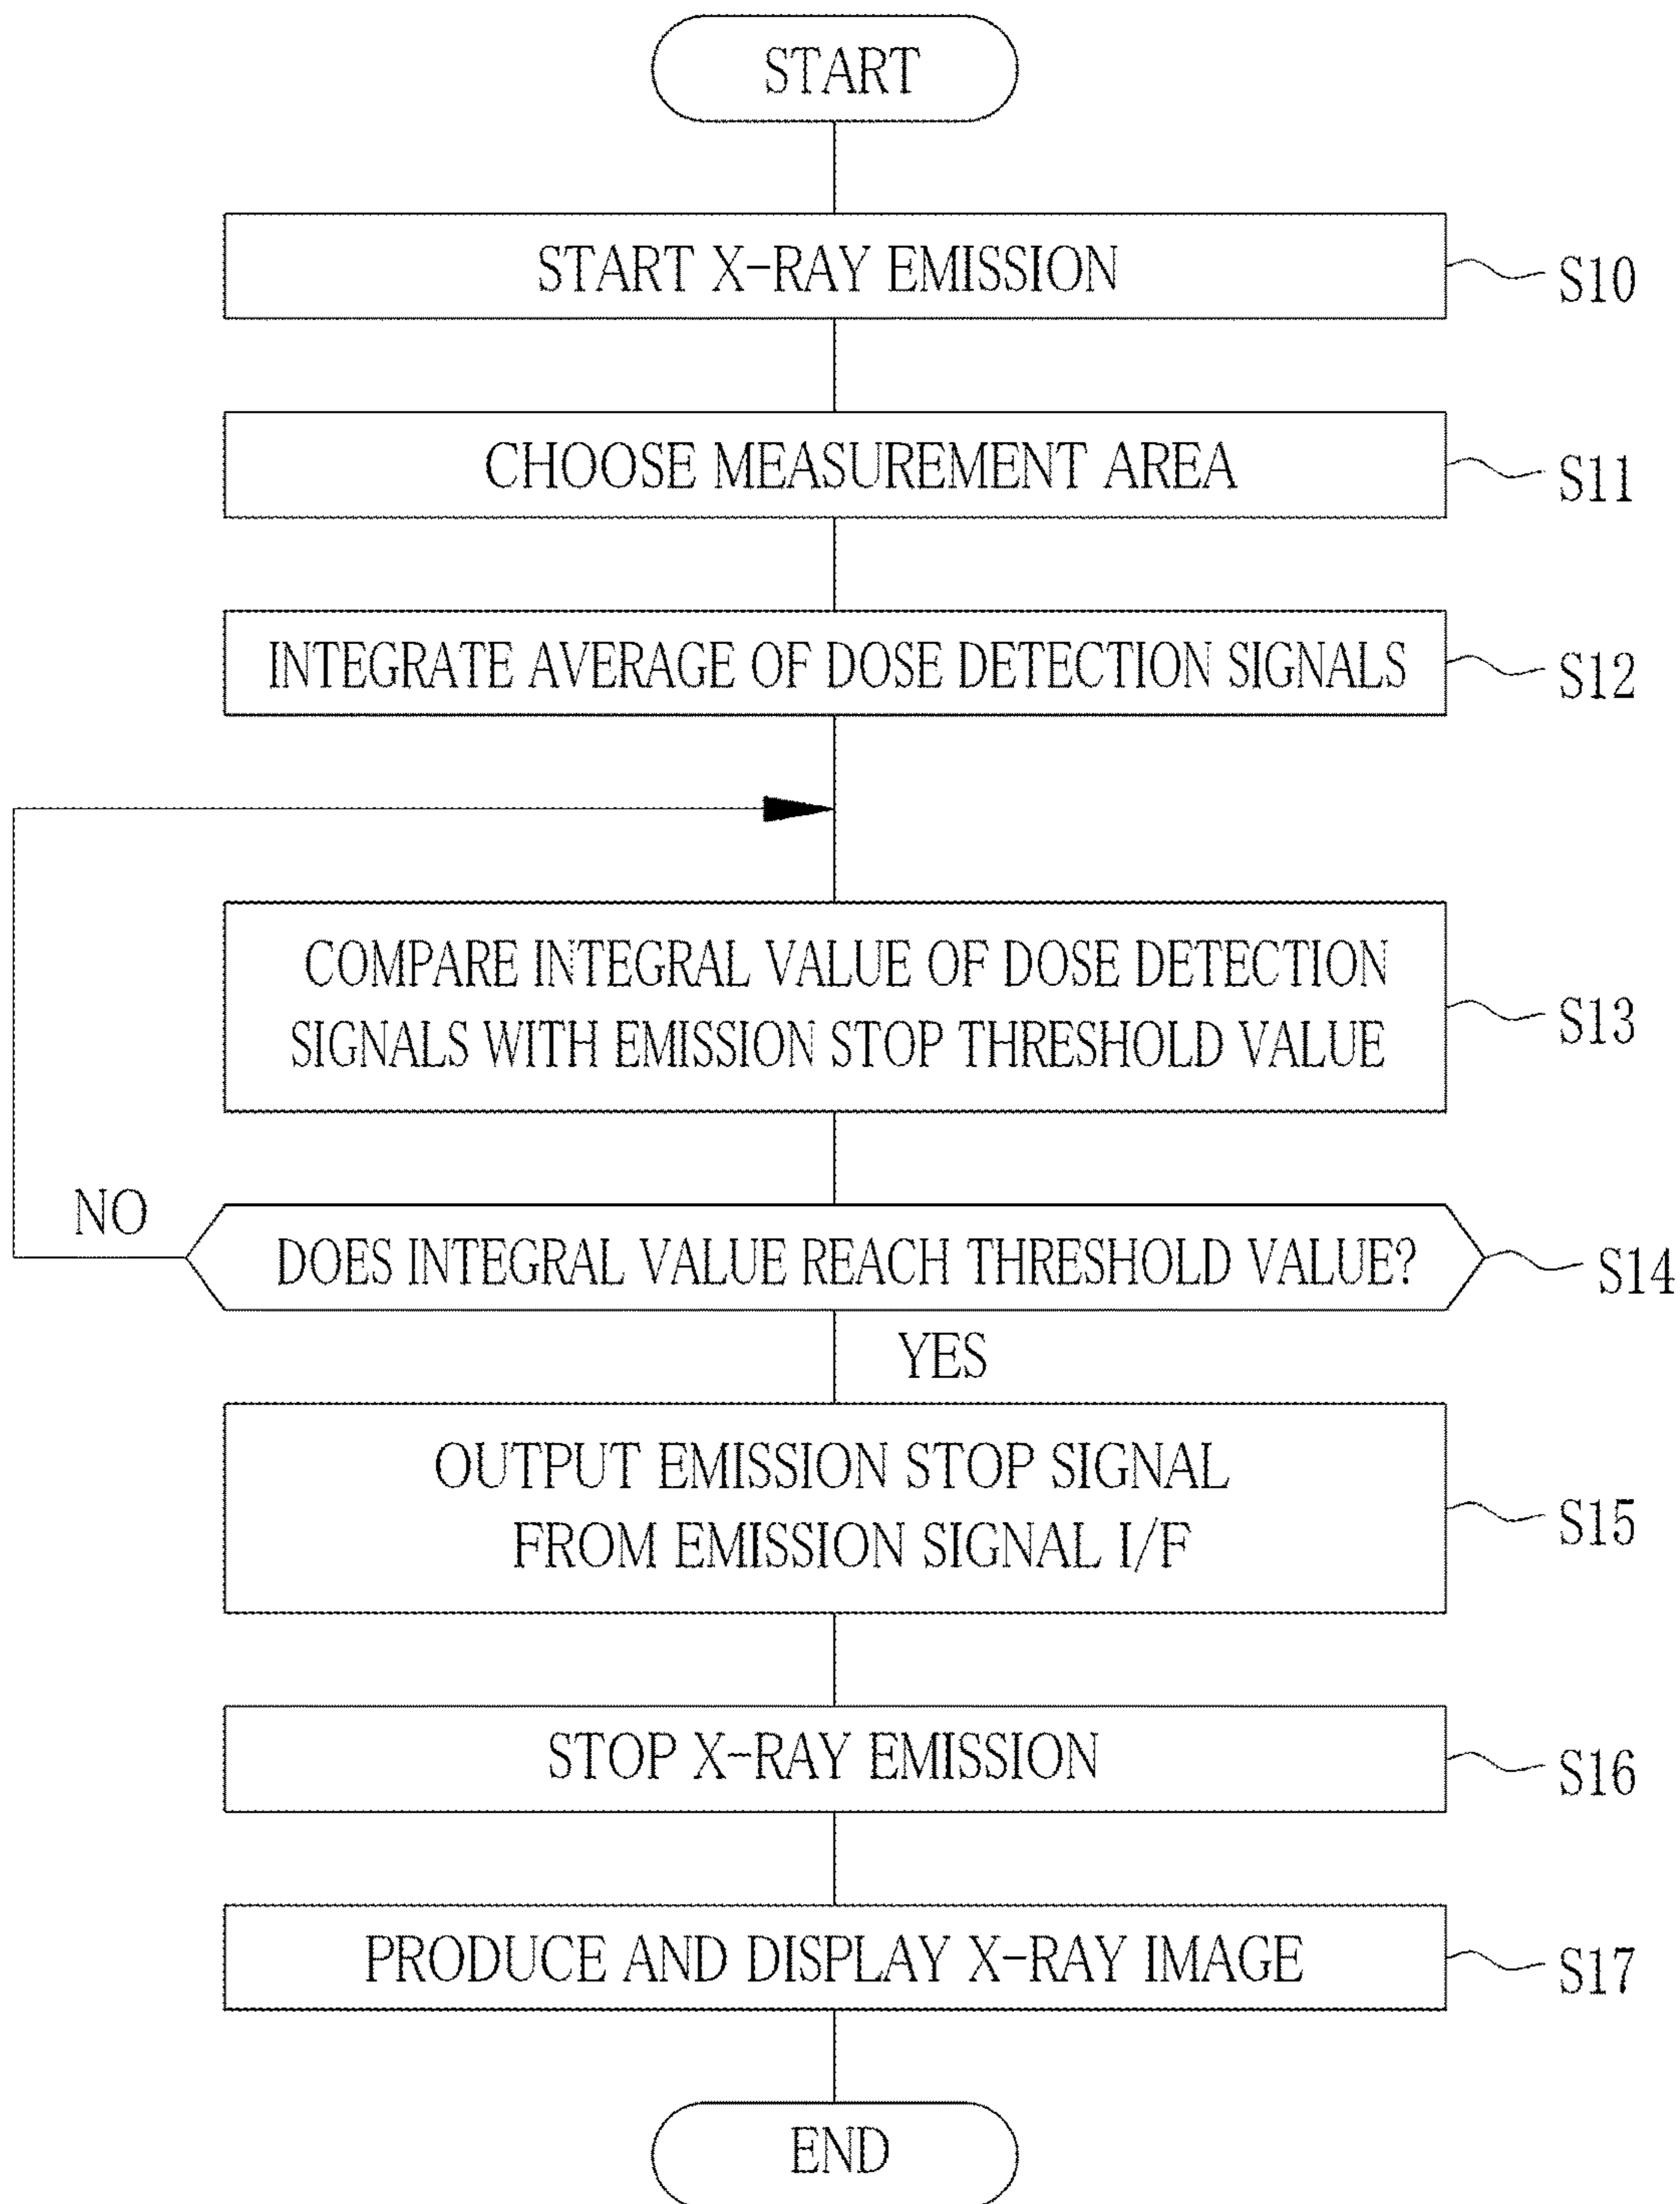 START
START X-RAY EMISSION
S10
CHOOSE MEASUREMENT AREA
S11
INTEGRATE AVERAGE OF DOSE DETECTION SIGNALS
S12
COMPARE INTEGRAL VALUE OF DOSE DETECTION
SIGNALS WITH EMISSION STOP THRESHOLD VALUE
S13
NO
DOES INTEGRAL VALUE REACH THRESHOLD VALUE?
S14
YES
OUTPUT EMISSION STOP SIGNAL
FROM EMISSION SIGNAL I/F
S15
STOP X-RAY EMISSION
S16
PRODUCE AND DISPLAY X-RAY IMAGE
S17
END